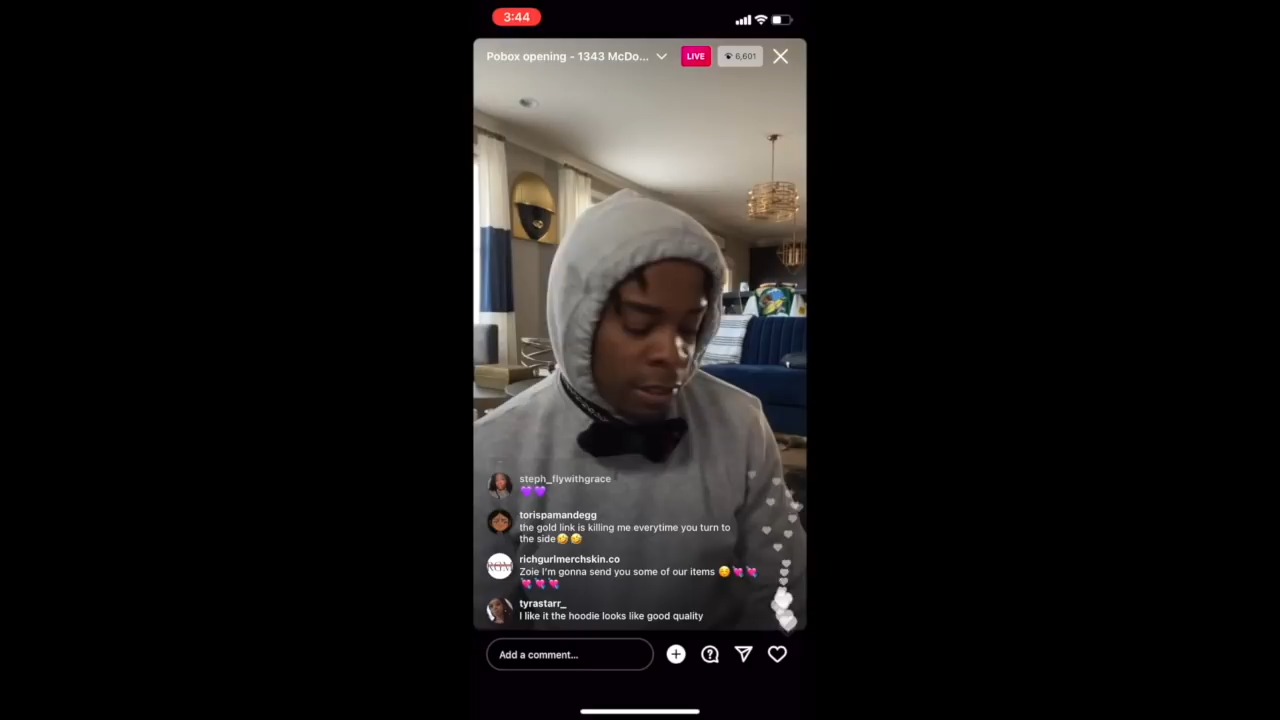 3:44
Pobox opening - 1343 McDo...
LIVE
6,601
steph_flywithgrace
💜💜
torispamandegg
the gold link is killing me everytime you turn to
the side🤣🤣
richgurlmerchskin.co
Zoie I'm gonna send you some of our items ☺️💘💘
💘💘💘
tyrastarr_
I like it the hoodie looks like good quality
Add a comment...